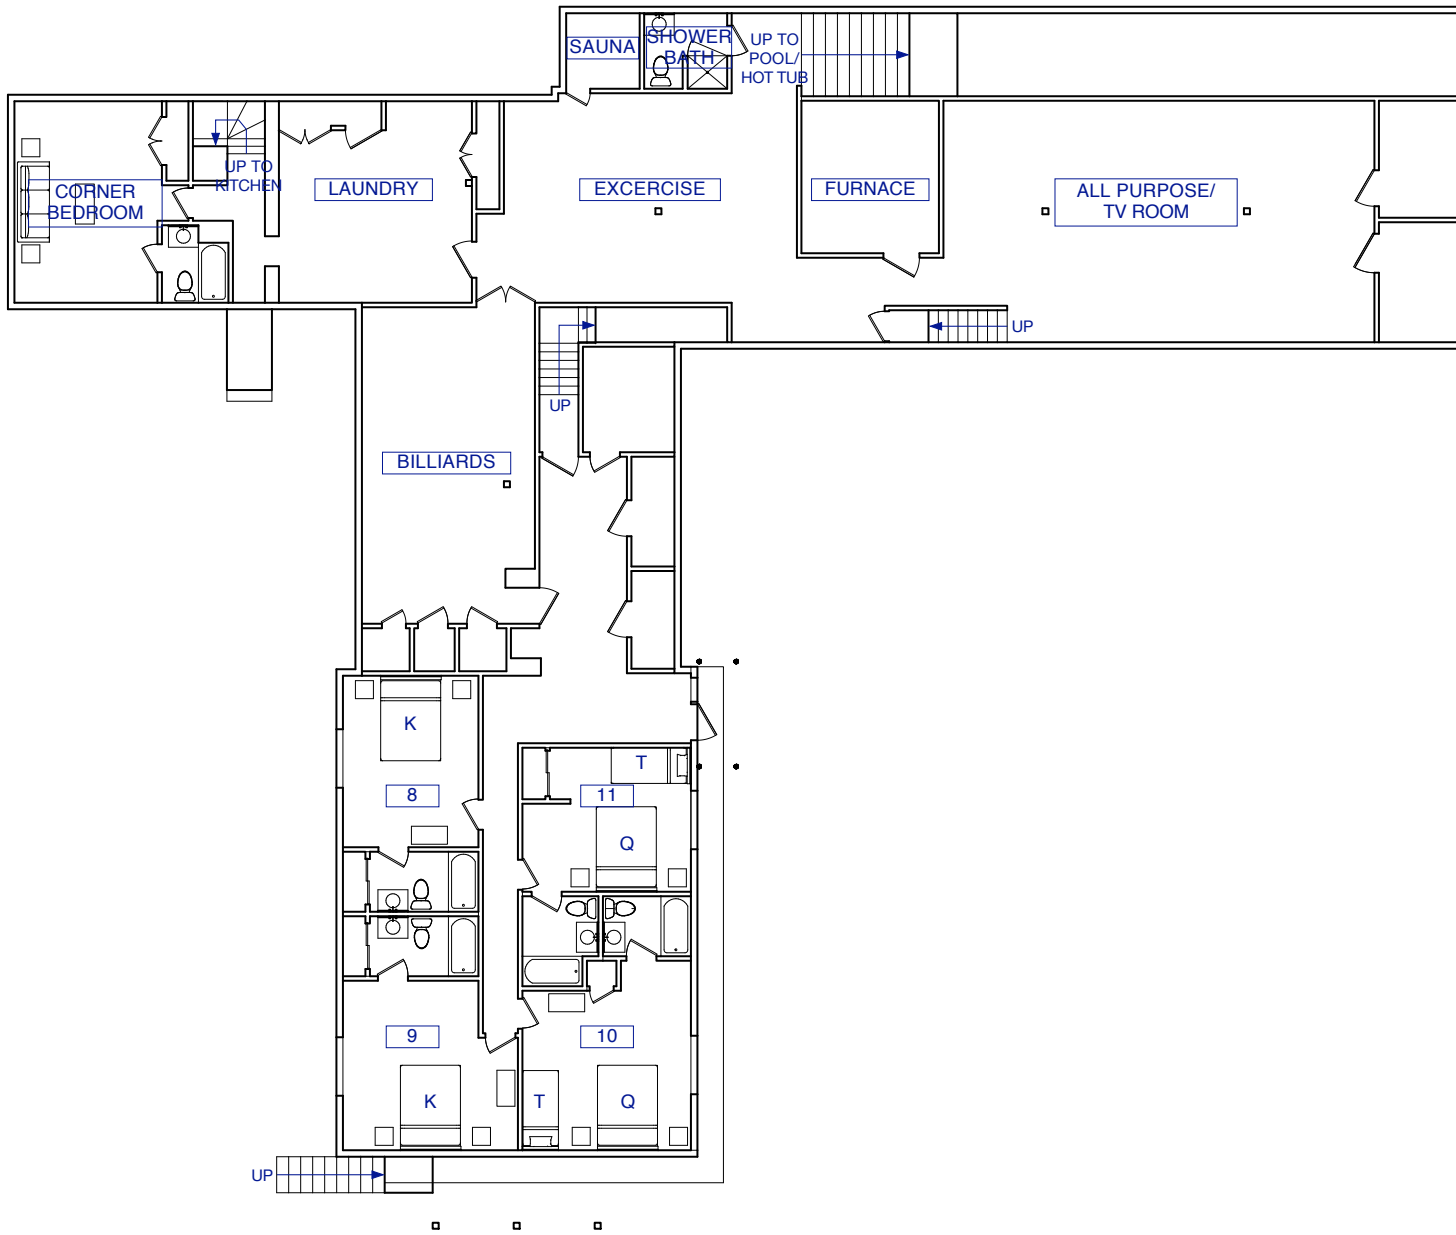 SAUNA
SHOWER
BATH
UP TO
POOL/
HOT TUB
UP TO
KITCHEN
CORNER
BEDROOM
LAUNDRY
EXCERCISE
FURNACE
ALL PURPOSE/
TV ROOM
UP
UP
BILLIARDS
K
T
8
11
Q
9
10
K
T
Q
UP